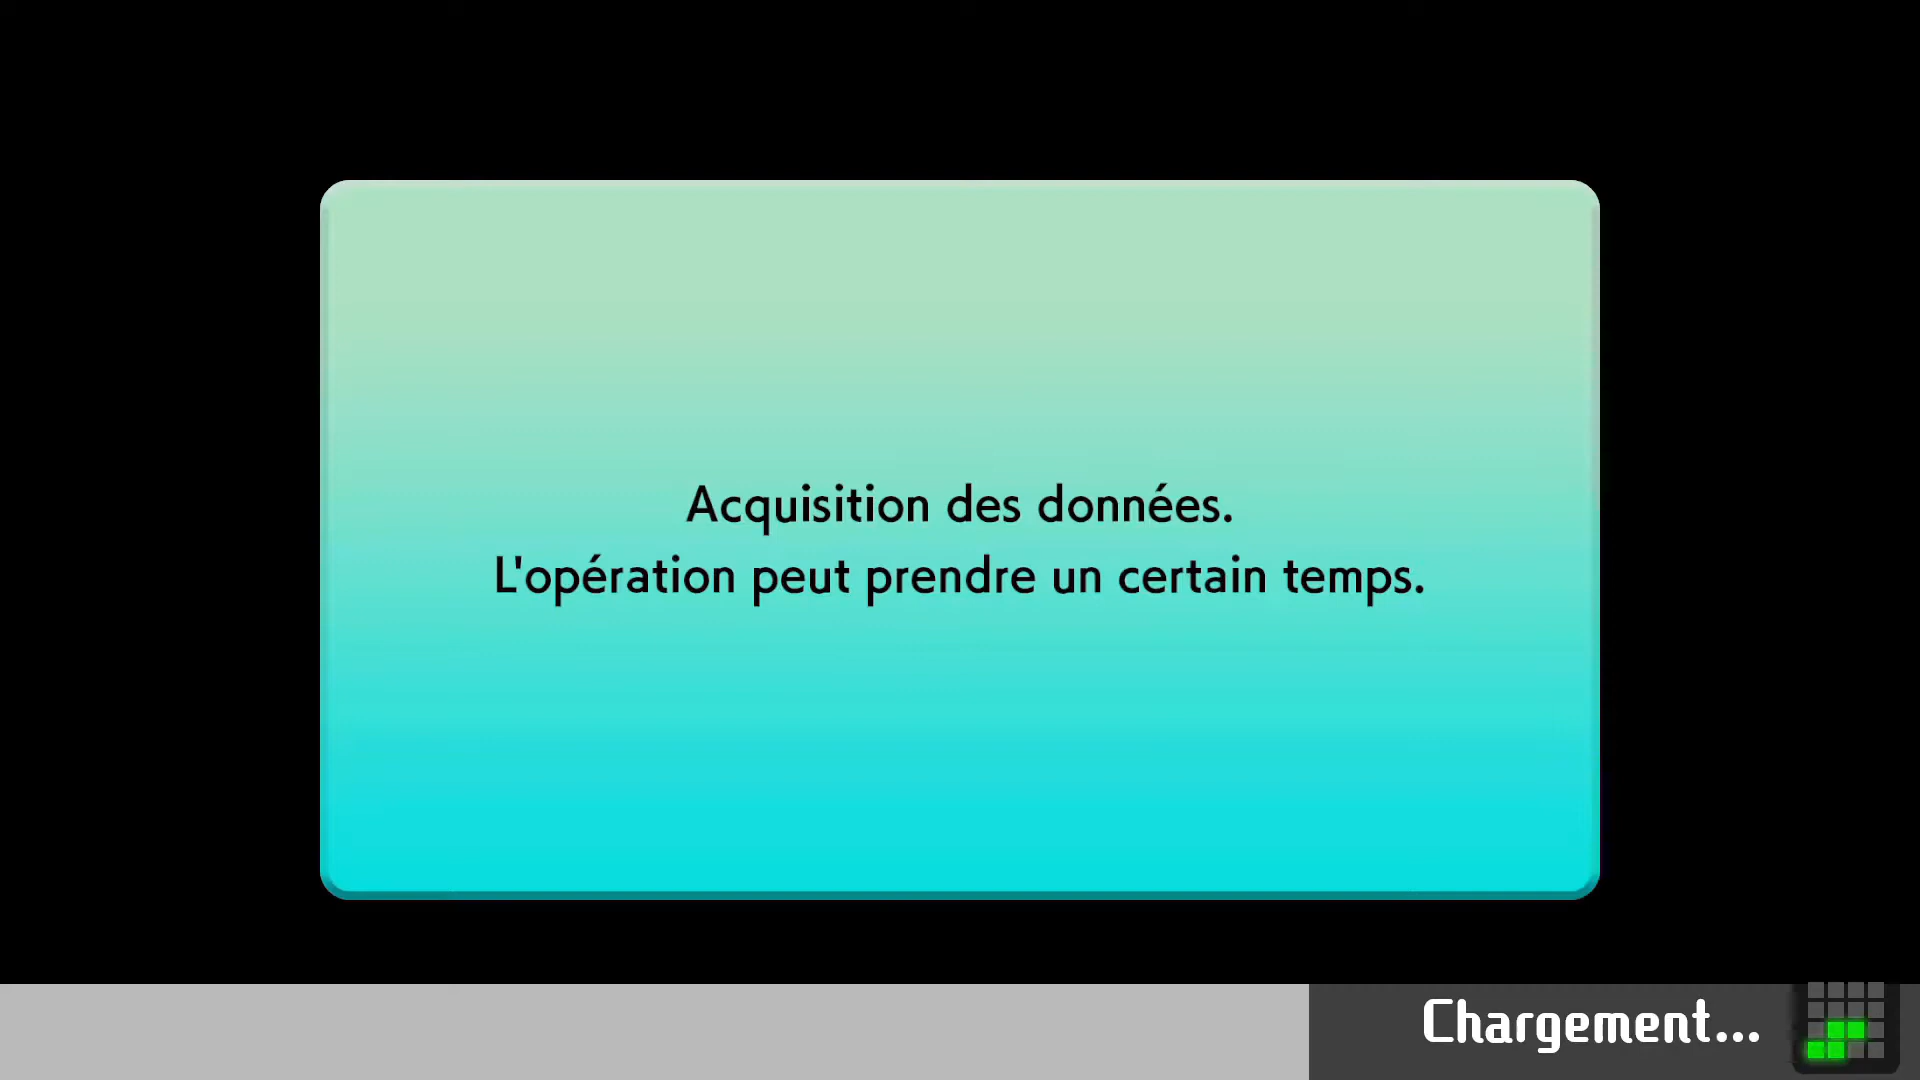 Acquisition des données.
L'opération peut prendre un certain temps.
Chargement...